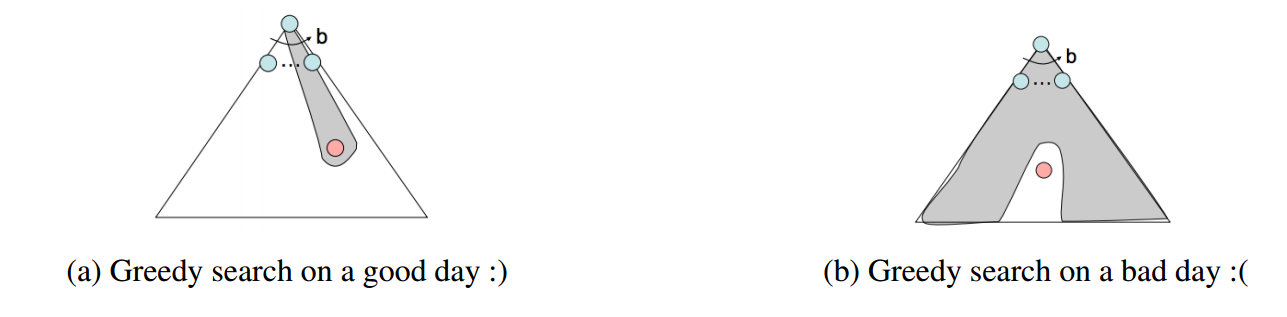 b
...
b
...
(a) Greedy search on a good day :)
(b) Greedy search on a bad day :(